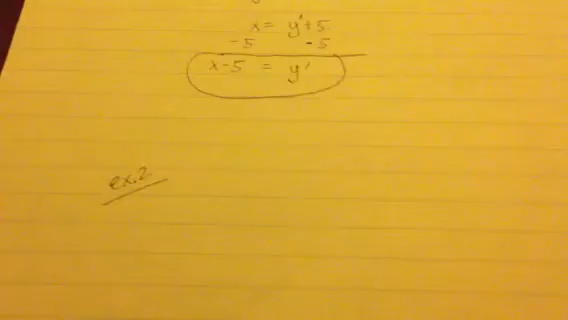 x = y'+5
-5 -5
x-5 = y'
ex.2